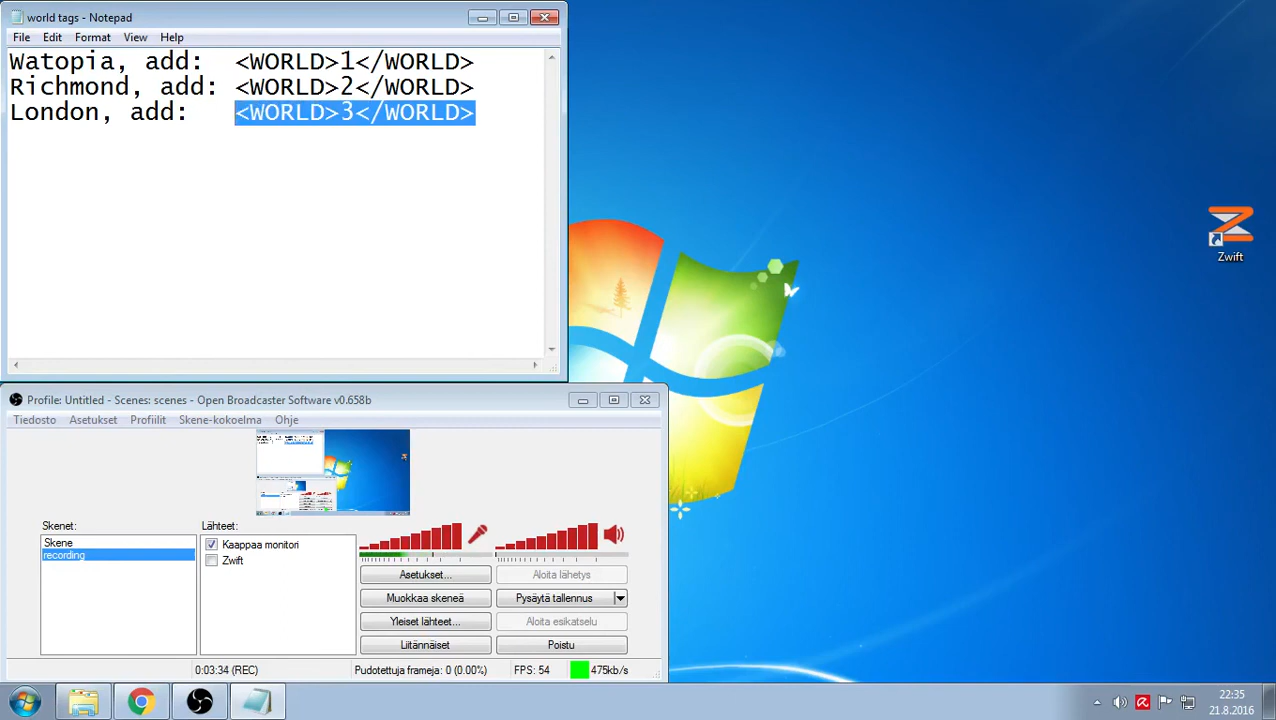 world tags - Notepad
File Edit Format View Help
Watopia, add: <WORLD>1</WORLD>
Richmond, add: <WORLD>2</WORLD>
London, add: <WORLD>3</WORLD>
Zwift
Profile: Untitled - Scenes: scenes - Open Broadcaster Software v0.658b
Tiedosto Asetukset Profiilit Skene-kokoelma Ohje
Skenet: Lähteet:
Skene
recording
Kaappaa monitori
Zwift
Asetukset... Aloita lähetys
Muokkaa skeneä Pysäytä tallennus
Yleiset lähteet... Aloita esikatselu
Liitännäiset Poistu
0:03:34 (REC) Pudotettuja frameja: 0 (0.00%) FPS: 54 475kb/s
22:35
21.8.2016